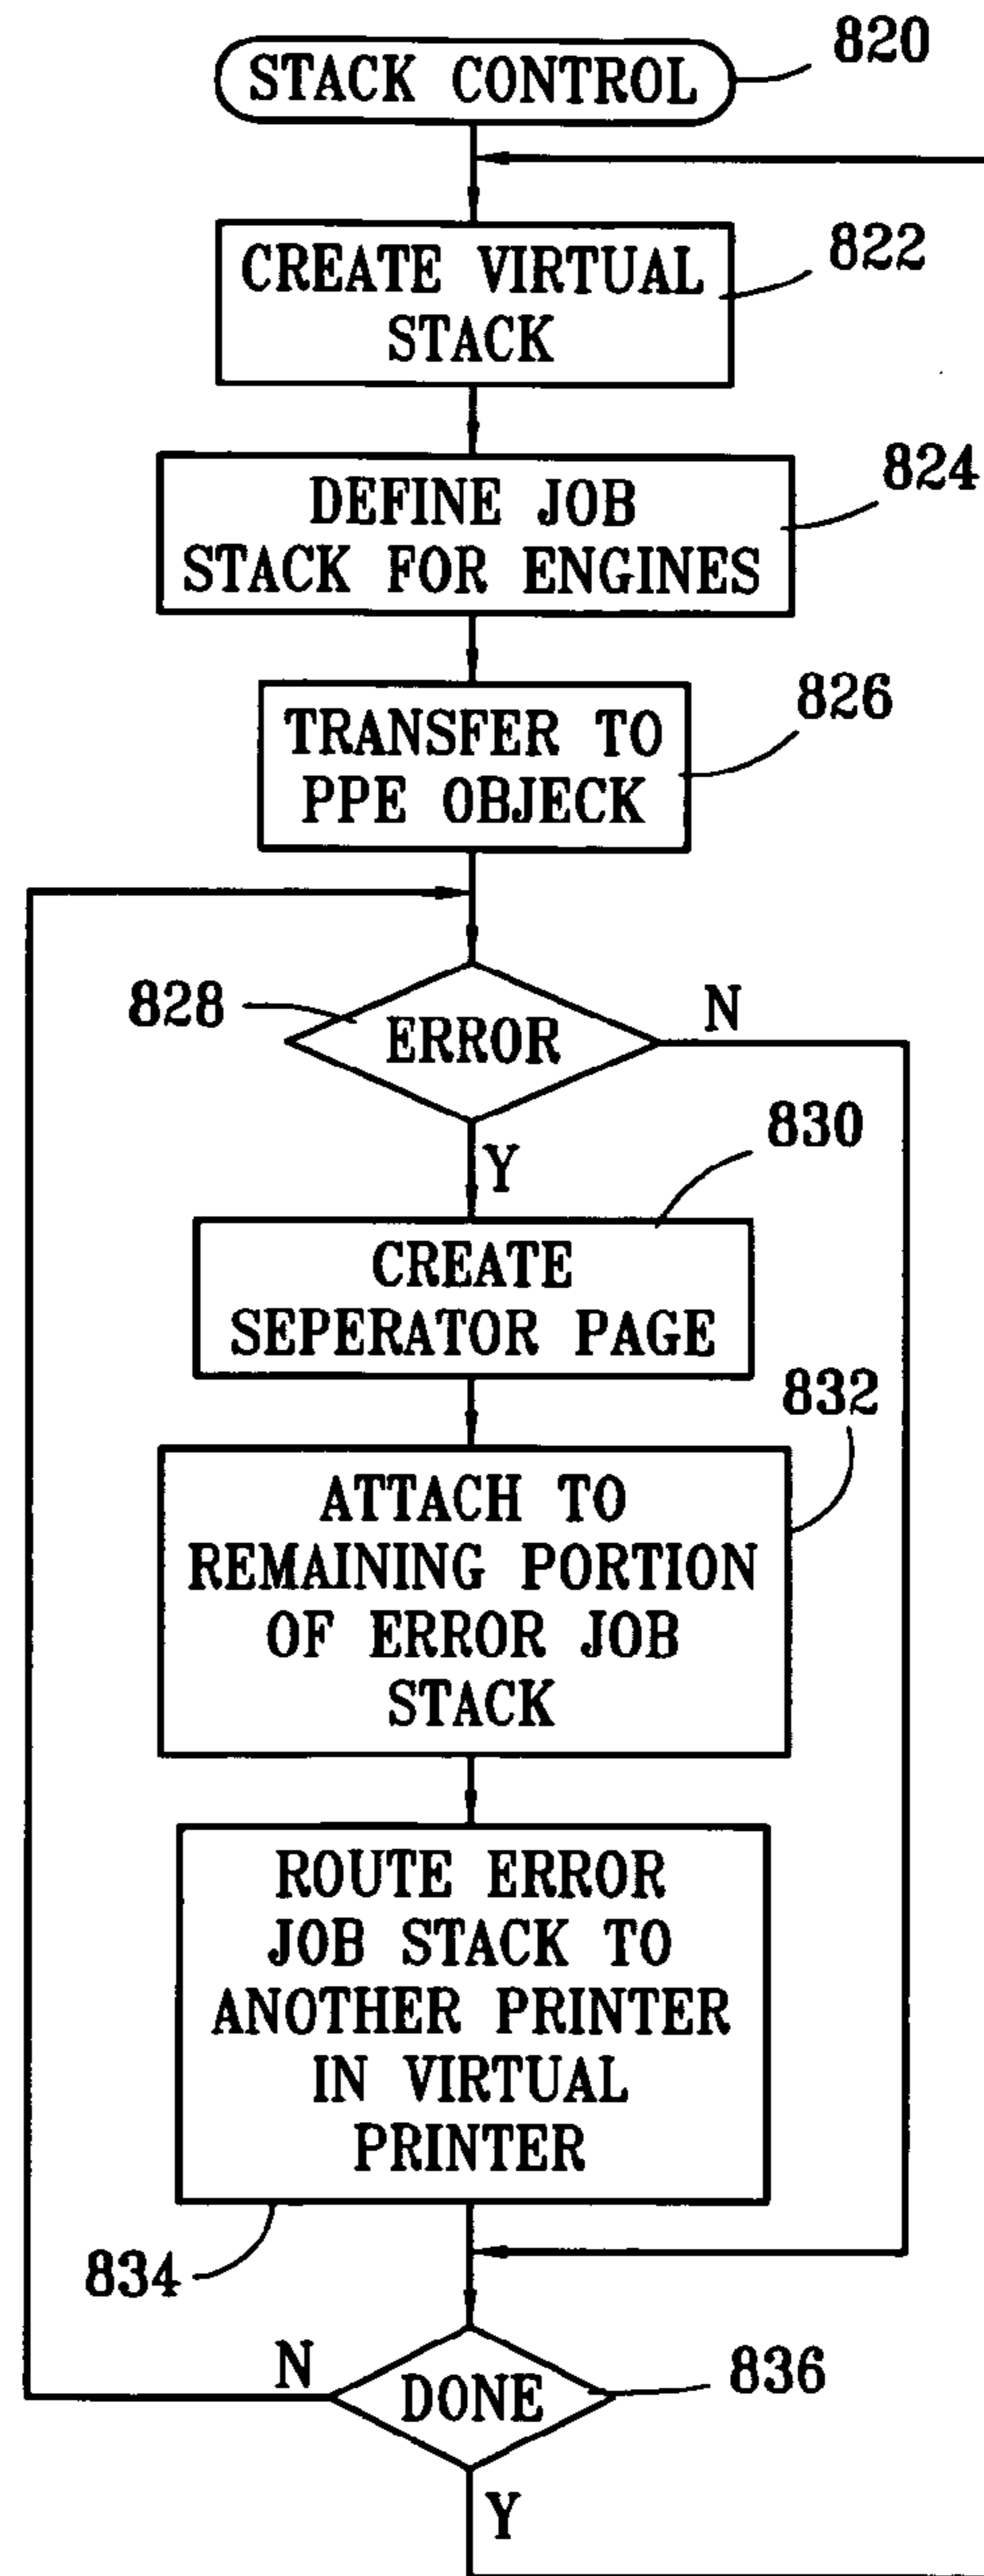 STACK CONTROL
820
CREATE VIRTUAL
STACK
822
DEFINE JOB
STACK FOR ENGINES
824
TRANSFER TO
PPE OBJECK
826
828
ERROR
N
Y
830
CREATE
SEPERATOR PAGE
832
ATTACH TO
REMAINING PORTION
OF ERROR JOB
STACK
ROUTE ERROR
JOB STACK TO
ANOTHER PRINTER
IN VIRTUAL
PRINTER
834
N
DONE
836
Y